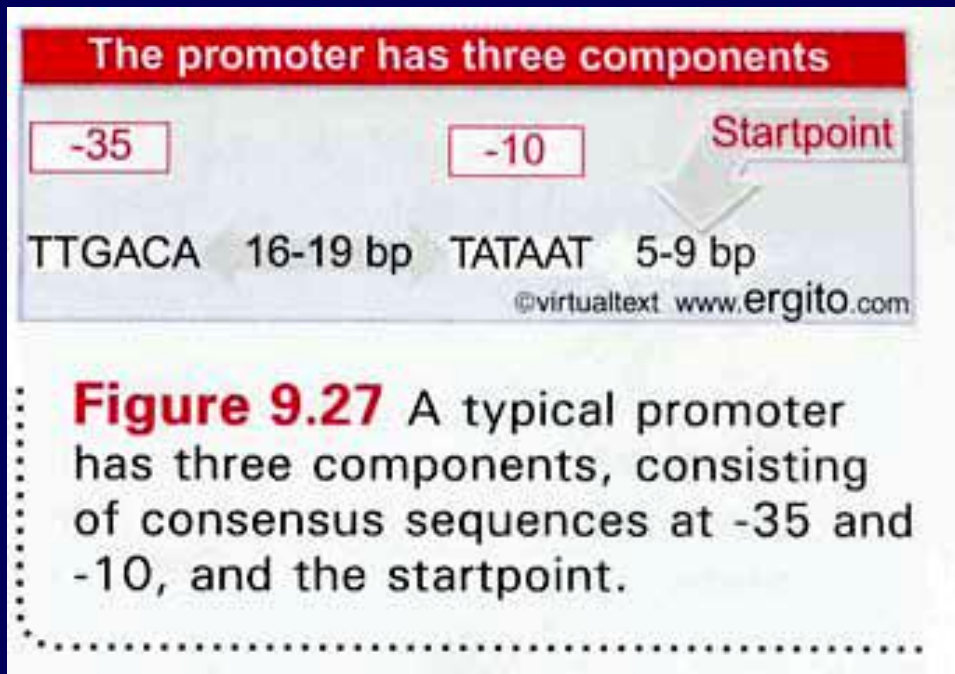 The promoter has three components
-35 -10 Startpoint
TTGACA 16-19 bp TATAAT 5-9 bp
©virtualtext www.ergito.com
Figure 9.27 A typical promoter
has three components, consisting
of consensus sequences at -35 and
-10, and the startpoint.